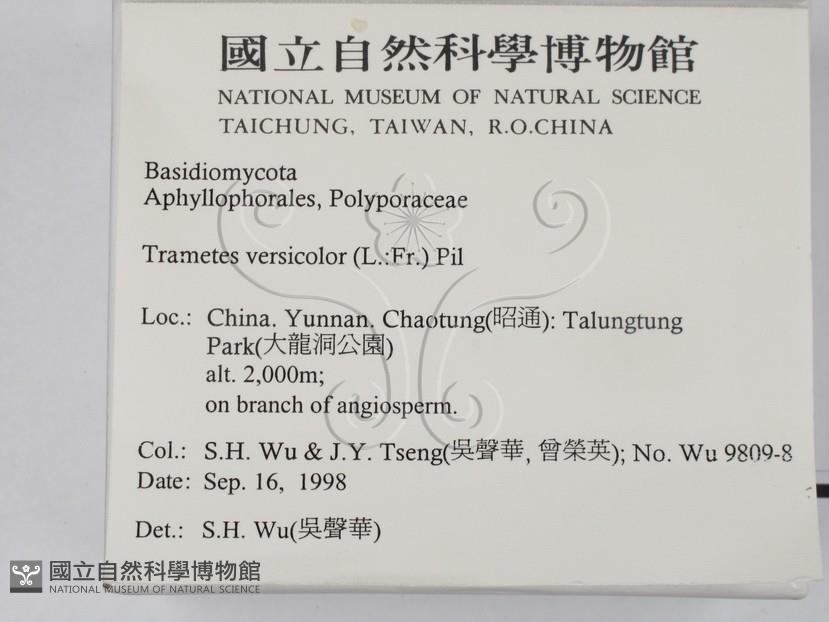 國立自然科學博物館
NATIONAL MUSEUM OF NATURAL SCIENCE
TAICHUNG, TAIWAN, R.O.CHINA
Basidiomycota
Aphyllophorales, Polyporaceae
Trametes versicolor (L.:Fr.) Pil
Loc.: China. Yunnan. Chaotung(昭通): Talungtung
Park(大龍洞公園)
alt. 2,000m;
on branch of angiosperm.
Col.: S.H. Wu & J.Y. Tseng(吳聲華, 曾榮英); No. Wu 9809-8
Date: Sep. 16, 1998
Det.: S.H. Wu(吳聲華)
國立自然科學博物館
NATIONAL MUSEUM OF NATURAL SCIENCE